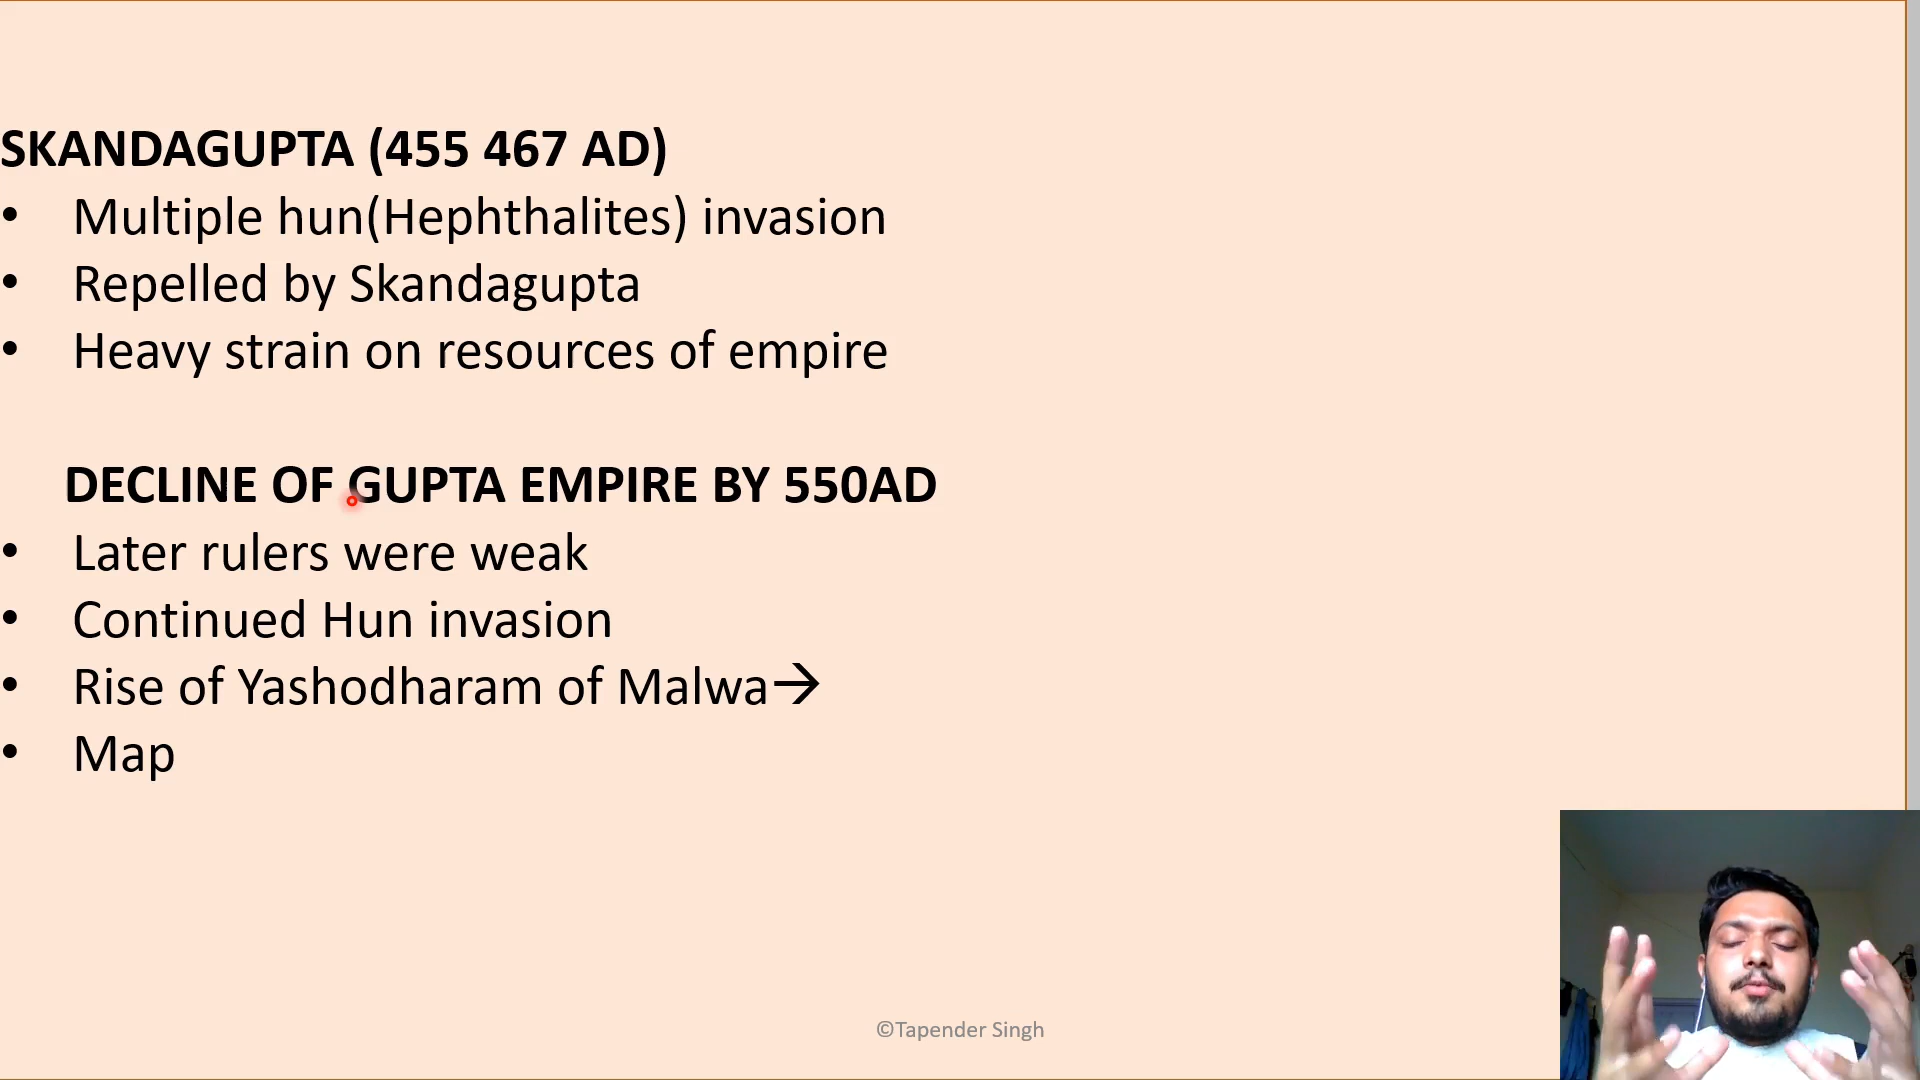 SKANDAGUPTA (455 467 AD)
• Multiple hun(Hephthalites) invasion
• Repelled by Skandagupta
• Heavy strain on resources of empire
DECLINE OF GUPTA EMPIRE BY 550AD
• Later rulers were weak
• Continued Hun invasion
• Rise of Yashodharam of Malwa→
• Map
©Tapender Singh